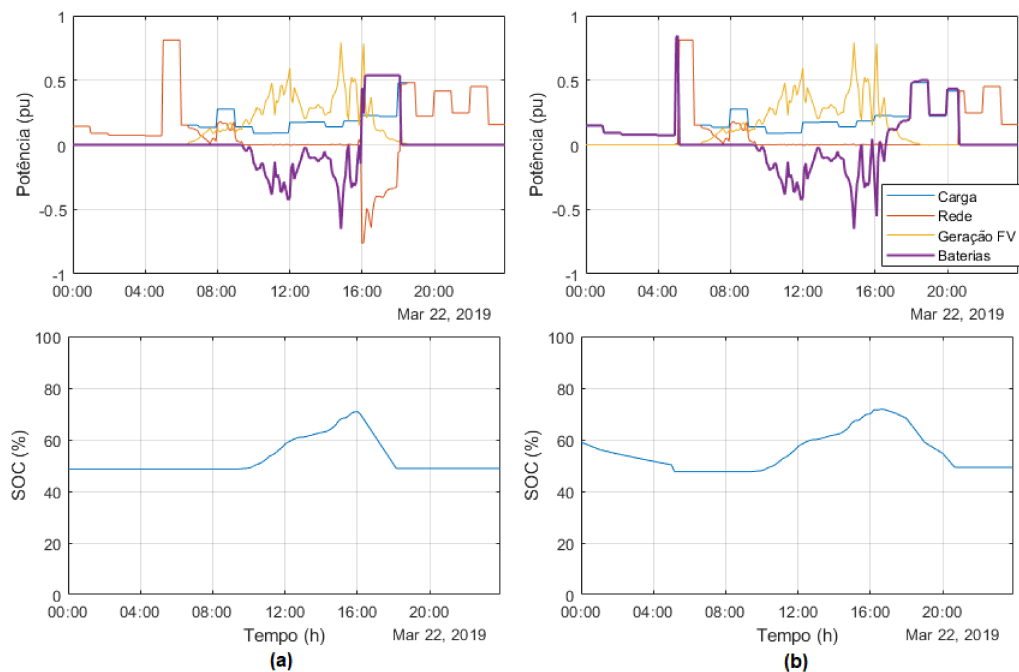 1
0.5
0
-0.5
-1
Potência (pu)
00:00 04:00 08:00 12:00 16:00 20:00
Mar 22, 2019
1
0.5
0
-0.5
-1
Potência (pu)
Carga
Rede
Geração FV
Baterias
00:00 04:00 08:00 12:00 16:00 20:00
Mar 22, 2019
100
80
60
40
20
0
SOC (%)
00:00 04:00 08:00 12:00 16:00 20:00
Tempo (h)
Mar 22, 2019
(a)
100
80
60
40
20
0
SOC (%)
00:00 04:00 08:00 12:00 16:00 20:00
Tempo (h)
Mar 22, 2019
(b)